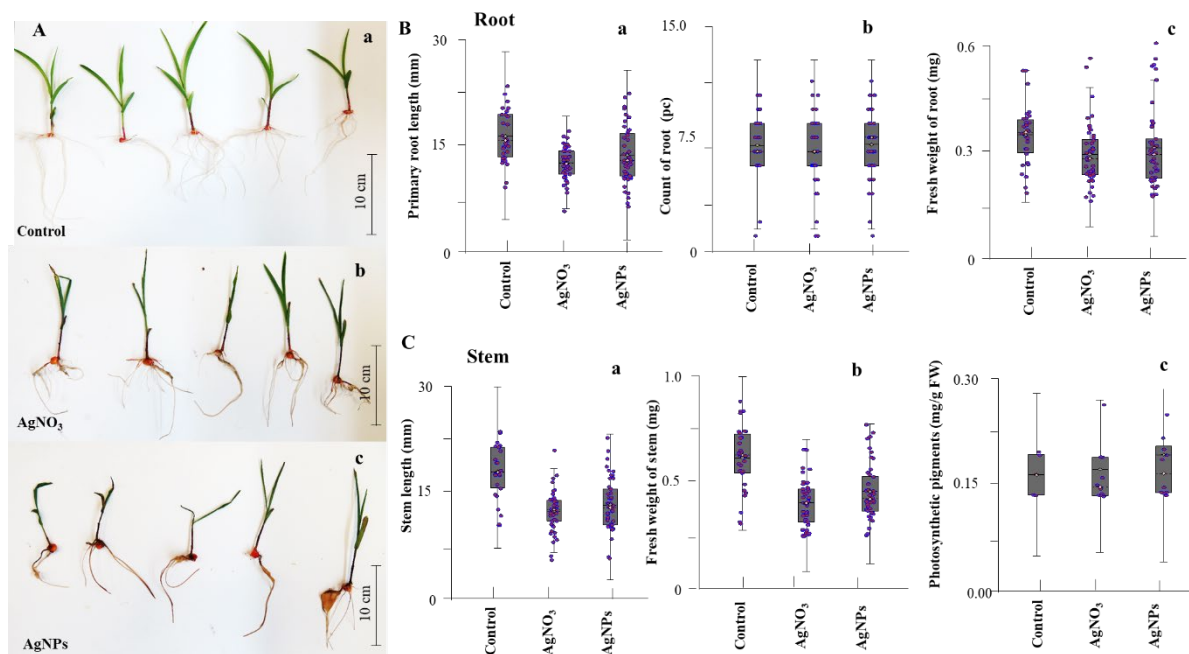 A
a
10 cm
Control
b
10 cm
AgNO₃
c
10 cm
AgNPs
B
Root
a
Primary root length (mm)
30
15
0
Control
AgNO₃
AgNPs
b
Count of root (pc)
15.0
7.5
0
Control
AgNO₃
AgNPs
c
Fresh weight of root (mg)
0.6
0.3
0
Control
AgNO₃
AgNPs
C
Stem
a
Stem length (mm)
30
15
0
Control
AgNO₃
AgNPs
b
Fresh weight of stem (mg)
1.0
0.5
0
Control
AgNO₃
AgNPs
c
Photosynthetic pigments (mg/g FW)
0.30
0.15
0.00
Control
AgNO₃
AgNPs